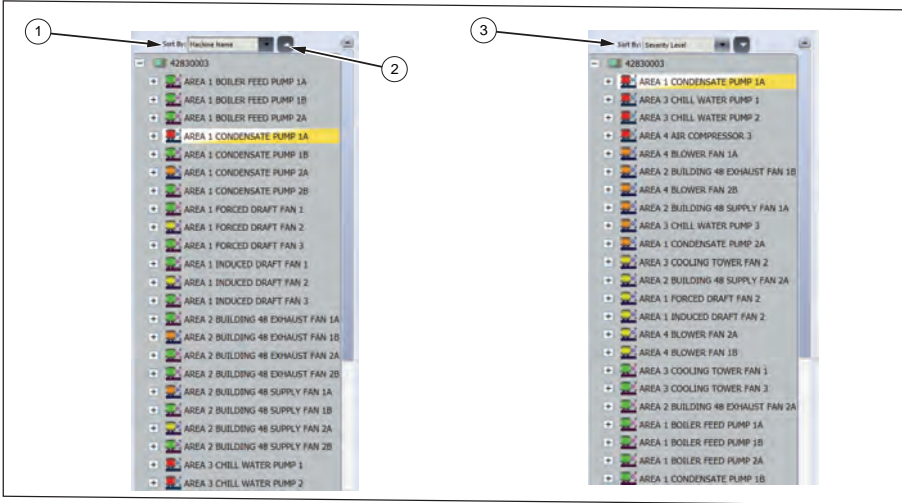 1
Sort By: Machine Name
2
42830003
AREA 1 BOILER FEED PUMP 1A
AREA 1 BOILER FEED PUMP 1B
AREA 1 BOILER FEED PUMP 2A
AREA 1 CONDENSATE PUMP 1A
AREA 1 CONDENSATE PUMP 1B
AREA 1 CONDENSATE PUMP 2A
AREA 1 CONDENSATE PUMP 2B
AREA 1 FORCED DRAFT FAN 1
AREA 1 FORCED DRAFT FAN 2
AREA 1 FORCED DRAFT FAN 3
AREA 1 INDUCED DRAFT FAN 1
AREA 1 INDUCED DRAFT FAN 2
AREA 1 INDUCED DRAFT FAN 3
AREA 2 BUILDING 48 EXHAUST FAN 1A
AREA 2 BUILDING 48 EXHAUST FAN 1B
AREA 2 BUILDING 48 EXHAUST FAN 2A
AREA 2 BUILDING 48 EXHAUST FAN 2B
AREA 2 BUILDING 48 SUPPLY FAN 1A
AREA 2 BUILDING 48 SUPPLY FAN 1B
AREA 2 BUILDING 48 SUPPLY FAN 2A
AREA 2 BUILDING 48 SUPPLY FAN 2B
AREA 3 CHILL WATER PUMP 1
AREA 3 CHILL WATER PUMP 2
3
Sort By: Severity Level
42830003
AREA 1 CONDENSATE PUMP 1A
AREA 3 CHILL WATER PUMP 1
AREA 3 CHILL WATER PUMP 2
AREA 4 AIR COMPRESSOR 3
AREA 4 BLOWER FAN 1A
AREA 2 BUILDING 48 EXHAUST FAN 1B
AREA 4 BLOWER FAN 2B
AREA 2 BUILDING 48 SUPPLY FAN 1A
AREA 3 CHILL WATER PUMP 3
AREA 1 CONDENSATE PUMP 2A
AREA 3 COOLING TOWER FAN 2
AREA 2 BUILDING 48 SUPPLY FAN 2A
AREA 1 FORCED DRAFT FAN 2
AREA 1 INDUCED DRAFT FAN 2
AREA 4 BLOWER FAN 2A
AREA 4 BLOWER FAN 1B
AREA 3 COOLING TOWER FAN 1
AREA 3 COOLING TOWER FAN 3
AREA 2 BUILDING 48 EXHAUST FAN 2A
AREA 1 BOILER FEED PUMP 1A
AREA 1 BOILER FEED PUMP 1B
AREA 1 BOILER FEED PUMP 2A
AREA 1 CONDENSATE PUMP 1B